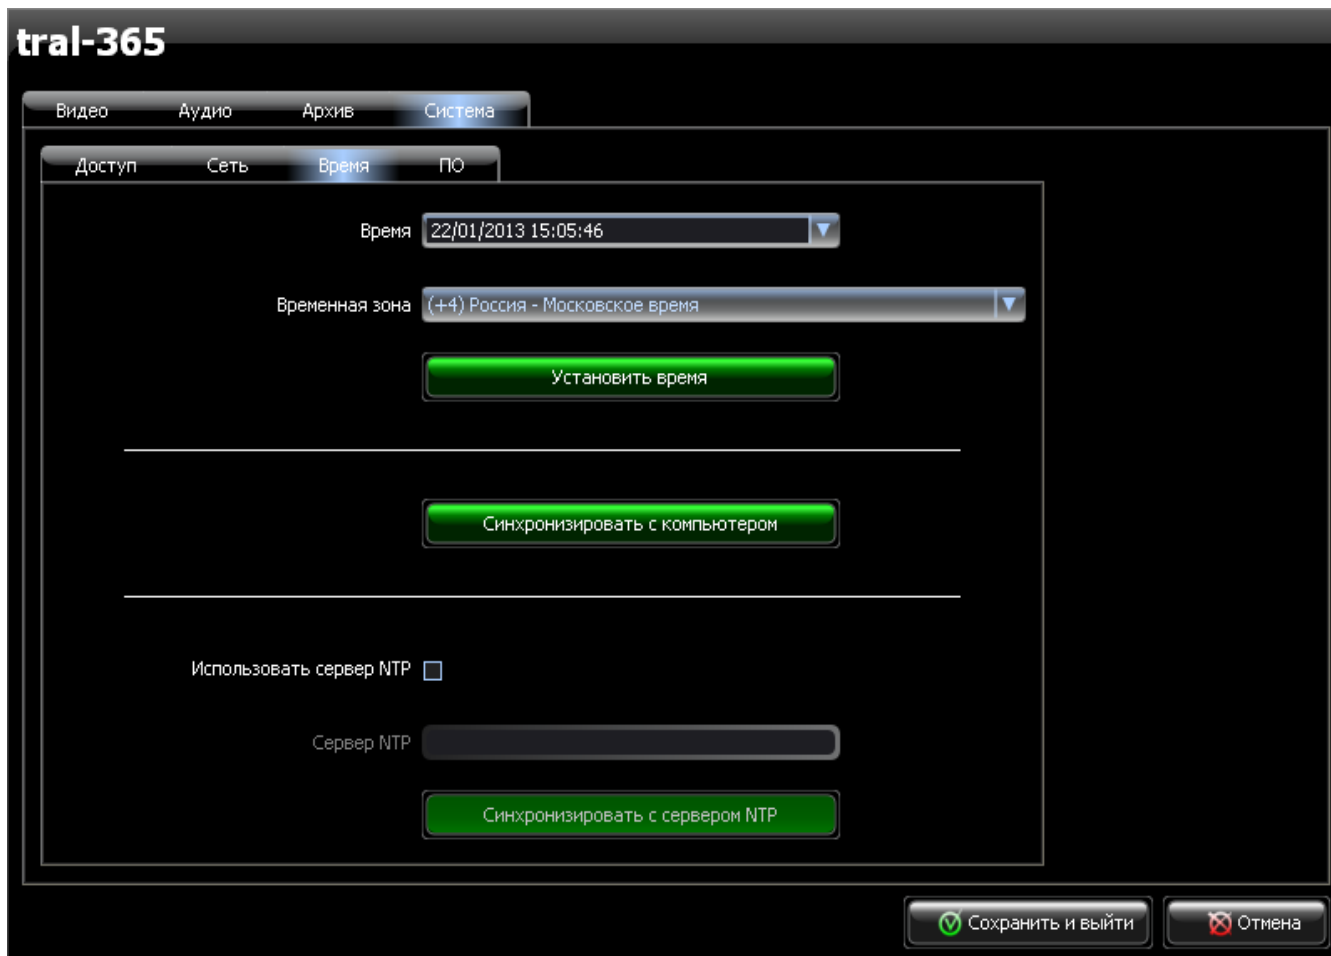 tral-365
Видео Аудио Архив Система
Доступ Сеть Время ПО
Время 22/01/2013 15:05:46
Временная зона (+4) Россия - Московское время
Установить время
Синхронизировать с компьютером
Использовать сервер NTP
Сервер NTP
Синхронизировать с сервером NTP
Сохранить и выйти Отмена